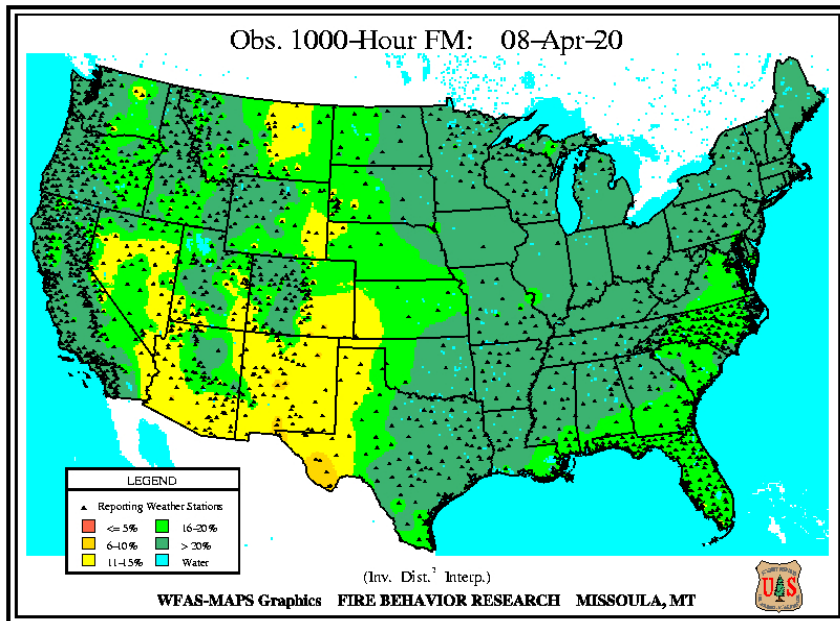 Obs. 1000-Hour FM: 08-Apr-20
LEGEND
Reporting Weather Stations
<= 5% 16-20%
6-10% > 20%
11-15% Water
(Inv. Dist.² Interp.)
WFAS-MAPS Graphics FIRE BEHAVIOR RESEARCH MISSOULA, MT
U S